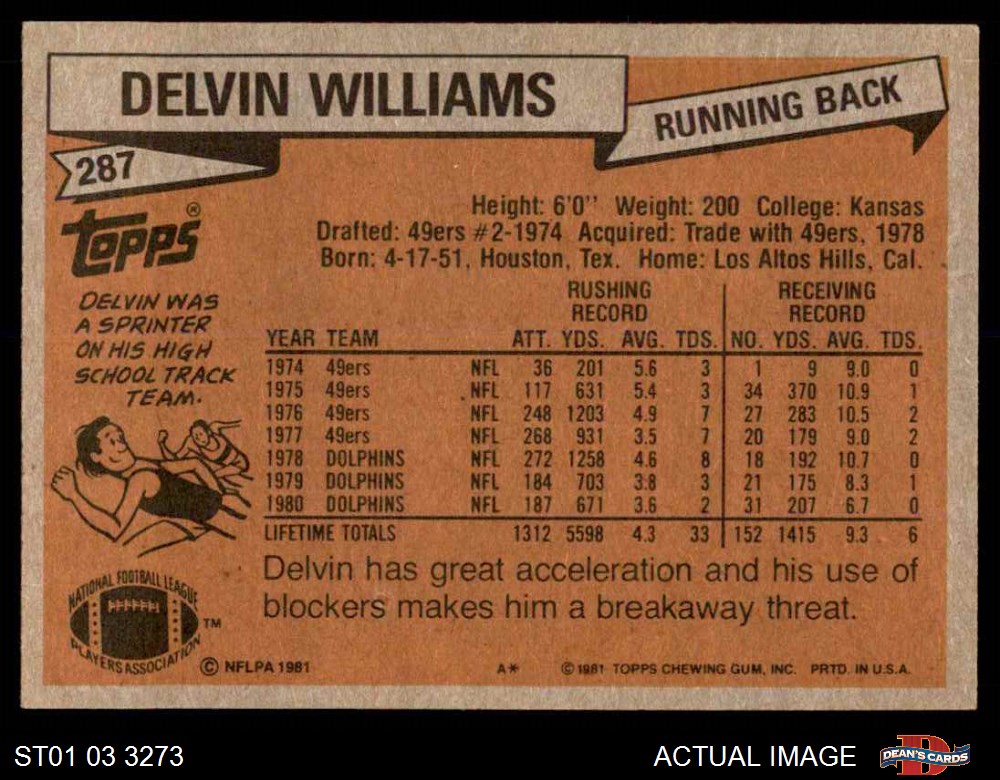 DELVIN WILLIAMS
RUNNING BACK
287
topps®
Height: 6'0'' Weight: 200 College: Kansas
Drafted: 49ers #2-1974 Acquired: Trade with 49ers, 1978
Born: 4-17-51, Houston, Tex. Home: Los Altos Hills, Cal.
DELVIN WAS
A SPRINTER
ON HIS HIGH
SCHOOL TRACK
TEAM.
RUSHING RECEIVING
RECORD RECORD
YEAR TEAM ATT. YDS. AVG. TDS. NO. YDS. AVG. TDS.
1974 49ers NFL 36 201 5.6 3 1 9 9.0 0
1975 49ers NFL 117 631 5.4 3 34 370 10.9 1
1976 49ers NFL 248 1203 4.9 7 27 283 10.5 2
1977 49ers NFL 268 931 3.5 7 20 179 9.0 2
1978 DOLPHINS NFL 272 1258 4.6 8 18 192 10.7 0
1979 DOLPHINS NFL 184 703 3.8 3 21 175 8.3 1
1980 DOLPHINS NFL 187 671 3.6 2 31 207 6.7 0
LIFETIME TOTALS 1312 5598 4.3 33 152 1415 9.3 6
Delvin has great acceleration and his use of
blockers makes him a breakaway threat.
NATIONAL FOOTBALL LEAGUE
PLAYERS ASSOCIATION
TM
© NFLPA 1981 A* © 1981 TOPPS CHEWING GUM, INC. PRTD. IN U.S.A.
ST01 03 3273 ACTUAL IMAGE
D
DEAN'S CARDS